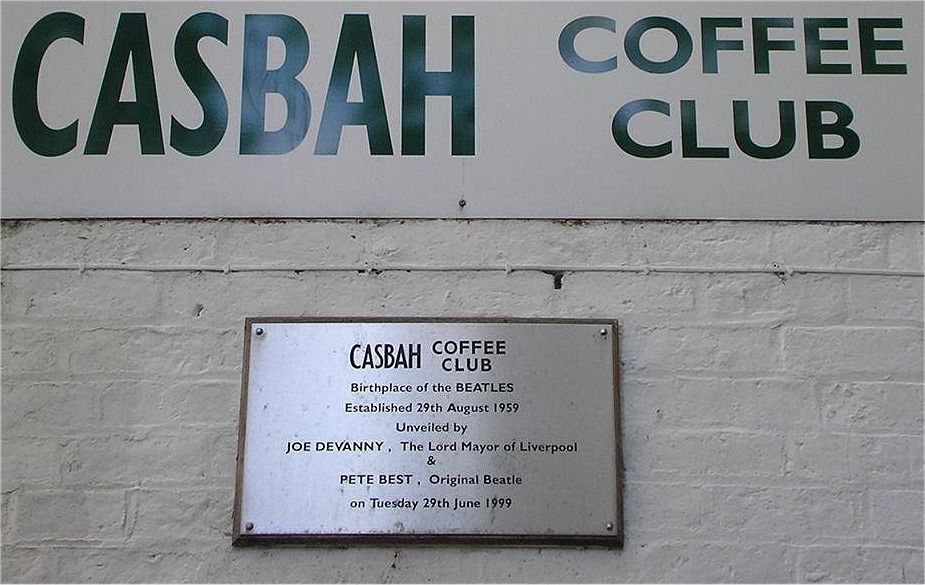 CASBAH COFFEE
CLUB
CASBAH COFFEE
CLUB
Birthplace of the BEATLES
Established 29th August 1959
Unveiled by
JOE DEVANNY , The Lord Mayor of Liverpool
&
PETE BEST , Original Beatle
on Tuesday 29th June 1999